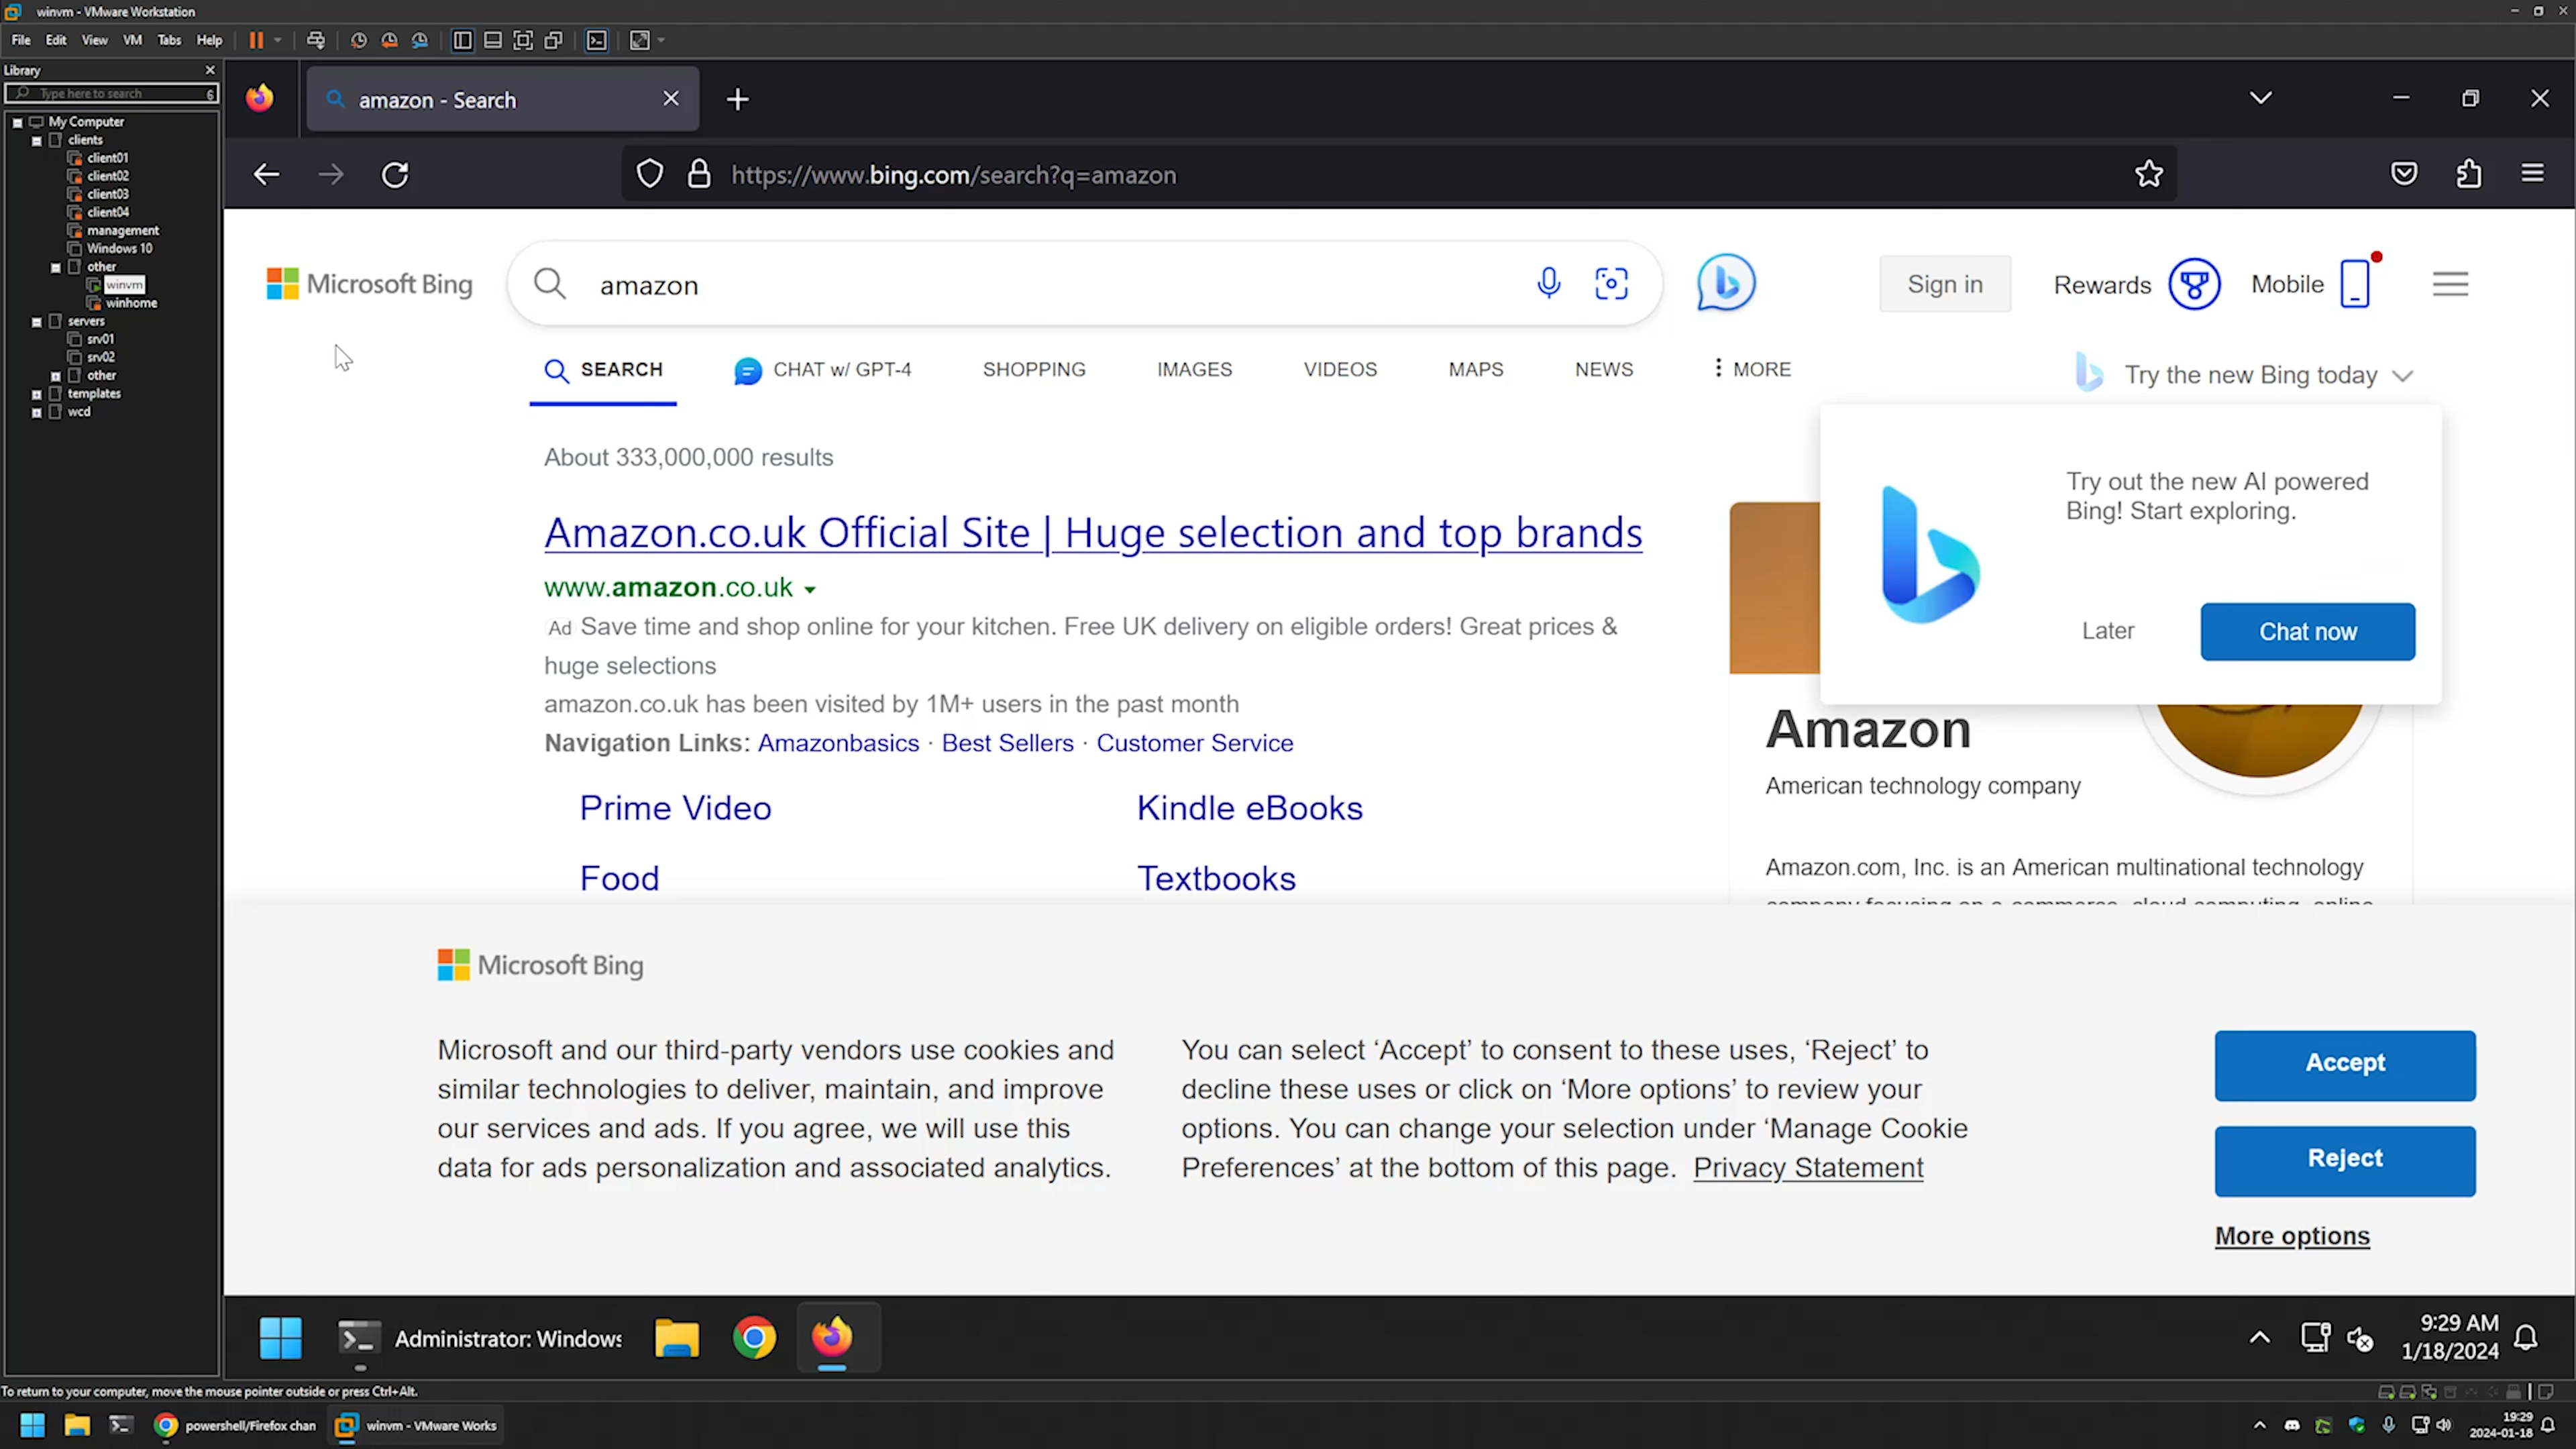 winvm - VMware Workstation
File Edit View VM Tabs Help
Library
Type here to search
My Computer
clients
client01
client02
client03
client04
management
Windows 10
other
winvm
winhome
servers
srv01
srv02
other
templates
wcd
amazon - Search
https://www.bing.com/search?q=amazon
Microsoft Bing
amazon
Sign in
Rewards
Mobile
SEARCH
CHAT w/ GPT-4
SHOPPING
IMAGES
VIDEOS
MAPS
NEWS
MORE
Try the new Bing today
About 333,000,000 results
Amazon.co.uk Official Site | Huge selection and top brands
www.amazon.co.uk
Ad Save time and shop online for your kitchen. Free UK delivery on eligible orders! Great prices &
huge selections
amazon.co.uk has been visited by 1M+ users in the past month
Navigation Links: Amazonbasics · Best Sellers · Customer Service
Prime Video
Kindle eBooks
Food
Textbooks
Try out the new AI powered
Bing! Start exploring.
Later
Chat now
Amazon
American technology company
Amazon.com, Inc. is an American multinational technology
company focusing on e-commerce, cloud computing, online
Microsoft Bing
Microsoft and our third-party vendors use cookies and
similar technologies to deliver, maintain, and improve
our services and ads. If you agree, we will use this
data for ads personalization and associated analytics.
You can select ‘Accept’ to consent to these uses, ‘Reject’ to
decline these uses or click on ‘More options’ to review your
options. You can change your selection under ‘Manage Cookie
Preferences’ at the bottom of this page. Privacy Statement
Accept
Reject
More options
Administrator: Windows
9:29 AM
1/18/2024
To return to your computer, move the mouse pointer outside or press Ctrl+Alt.
powershell/Firefox chan
winvm - VMware Works
19:29
2024-01-18